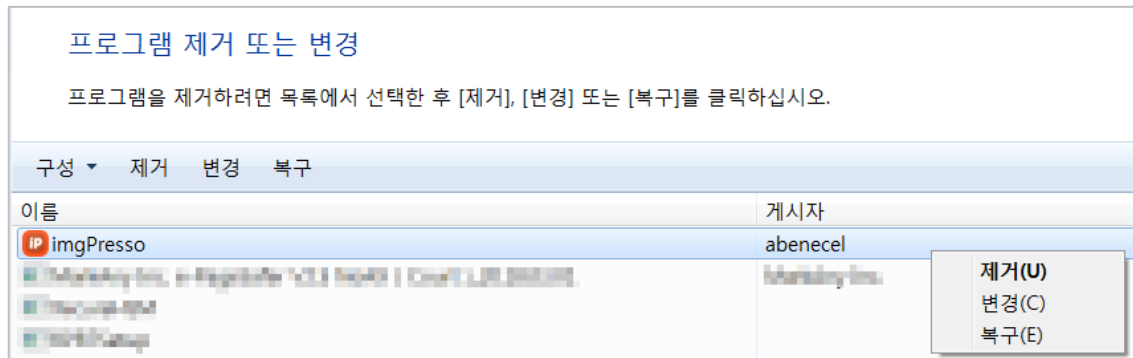 프로그램 제거 또는 변경
프로그램을 제거하려면 목록에서 선택한 후 [제거], [변경] 또는 [복구]를 클릭하십시오.
구성 제거 변경 복구
이름 게시자
iP imgPresso abenecel
제거(U)
변경(C)
복구(E)